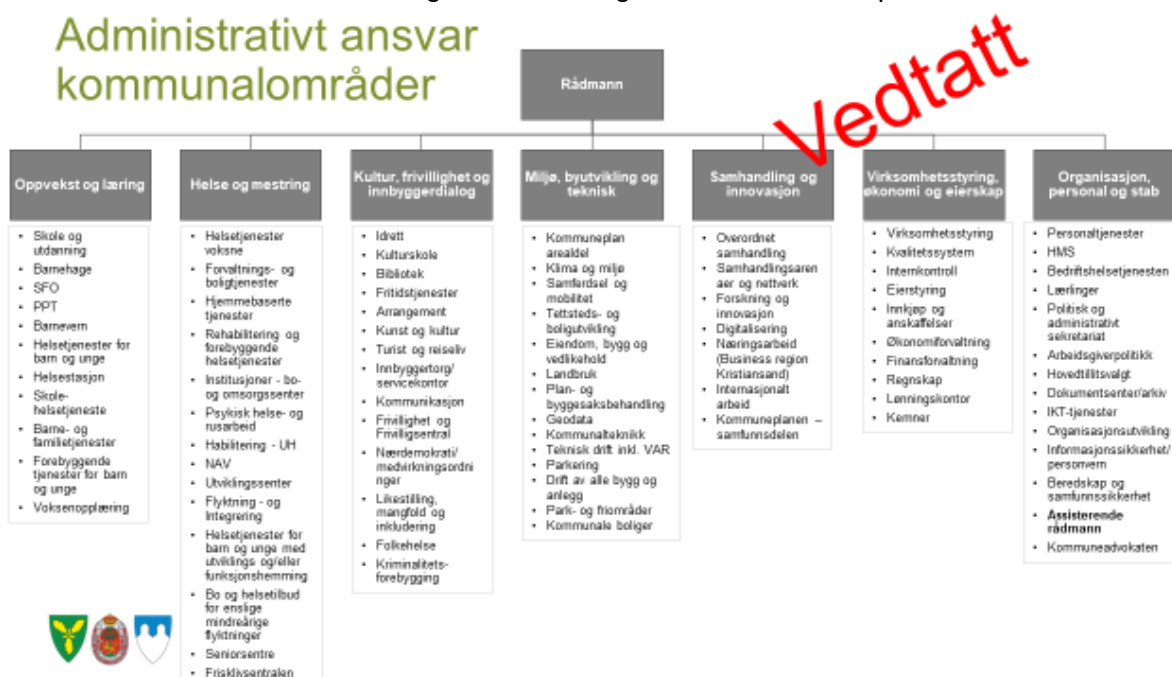 Administrativt ansvar
kommunalområder
Vedtatt
Rådmann
Oppvekst og læring
• Skole og
utdanning
• Barnehage
• SFO
• PPT
• Barnevern
• Helsetjenester for
barn og unge
• Helsestasjon
• Skole-
helsetjeneste
• Barne- og
familietjenester
• Forebyggende
tjenester for barn
og unge
• Voksenopplæring
Helse og mestring
• Helsetjenester
voksne
• Forvaltnings- og
boligtjenester
• Hjemmebaserte
tjenester
• Rehabilitering og
forebyggende
helsetjenester
• Institusjoner - bo-
og omsorgssenter
• Psykisk helse- og
rusarbeid
• Habilitering - UH
• NAV
• Utviklingssenter
• Flyktning - og
Integrering
• Helsetjenester for
barn og unge med
utviklings og/eller
funksjonshemming
• Bo og helsetilbud
for enslige
mindreårige
flyktninger
• Seniorsentre
• Frisklivsentralen
Kultur, frivillighet og
innbyggerdialog
• Idrett
• Kulturskole
• Bibliotek
• Fritidstjenester
• Arrangement
• Kunst og kultur
• Turist og reiseliv
• Innbyggertorg/
servicekontor
• Kommunikasjon
• Frivillighet og
Frivilligsentral
• Nærdemokrati/
medvirkningsordni
nger
• Likestilling,
mangfold og
inkludering
• Folkehelse
• Kriminalitets-
forebygging
Miljø, byutvikling og
teknisk
• Kommuneplan
arealdel
• Klima og miljø
• Samferdsel og
mobilitet
• Tettsteds- og
boligutvikling
• Eiendom, bygg og
vedlikehold
• Landbruk
• Plan- og
byggesaksbehandling
• Geodata
• Kommunalteknikk
• Teknisk drift inkl. VAR
• Parkering
• Drift av alle bygg og
anlegg
• Park- og friområder
• Kommunale boliger
Samhandling og
innovasjon
• Overordnet
samhandling
• Samhandlingsaren
aer og nettverk
• Forskning og
innovasjon
• Digitalisering
• Næringsarbeid
(Business region
Kristiansand)
• Internasjonalt
arbeid
• Kommuneplanen –
samfunnsdelen
Virksomhetsstyring,
økonomi og eierskap
• Virksomhetsstyring
• Kvalitetssystem
• Internkontroll
• Eierstyring
• Innkjøp og
anskaffelser
• Økonomiforvaltning
• Finansforvaltning
• Regnskap
• Lønningskontor
• Kemner
Organisasjon,
personal og stab
• Personaltjenester
• HMS
• Bedriftshelsetjenesten
• Lærlinger
• Politisk og
administrativt
sekretariat
• Arbeidsgiverpolitikk
• Hovedtillitsvalgt
• Dokumentsenter/arkiv
• IKT-tjenester
• Organisasjonsutvikling
• Informasjonssikkerhet/
personvern
• Beredskap og
samfunnssikkerhet
• Assisterende
rådmann
• Kommuneadvokaten